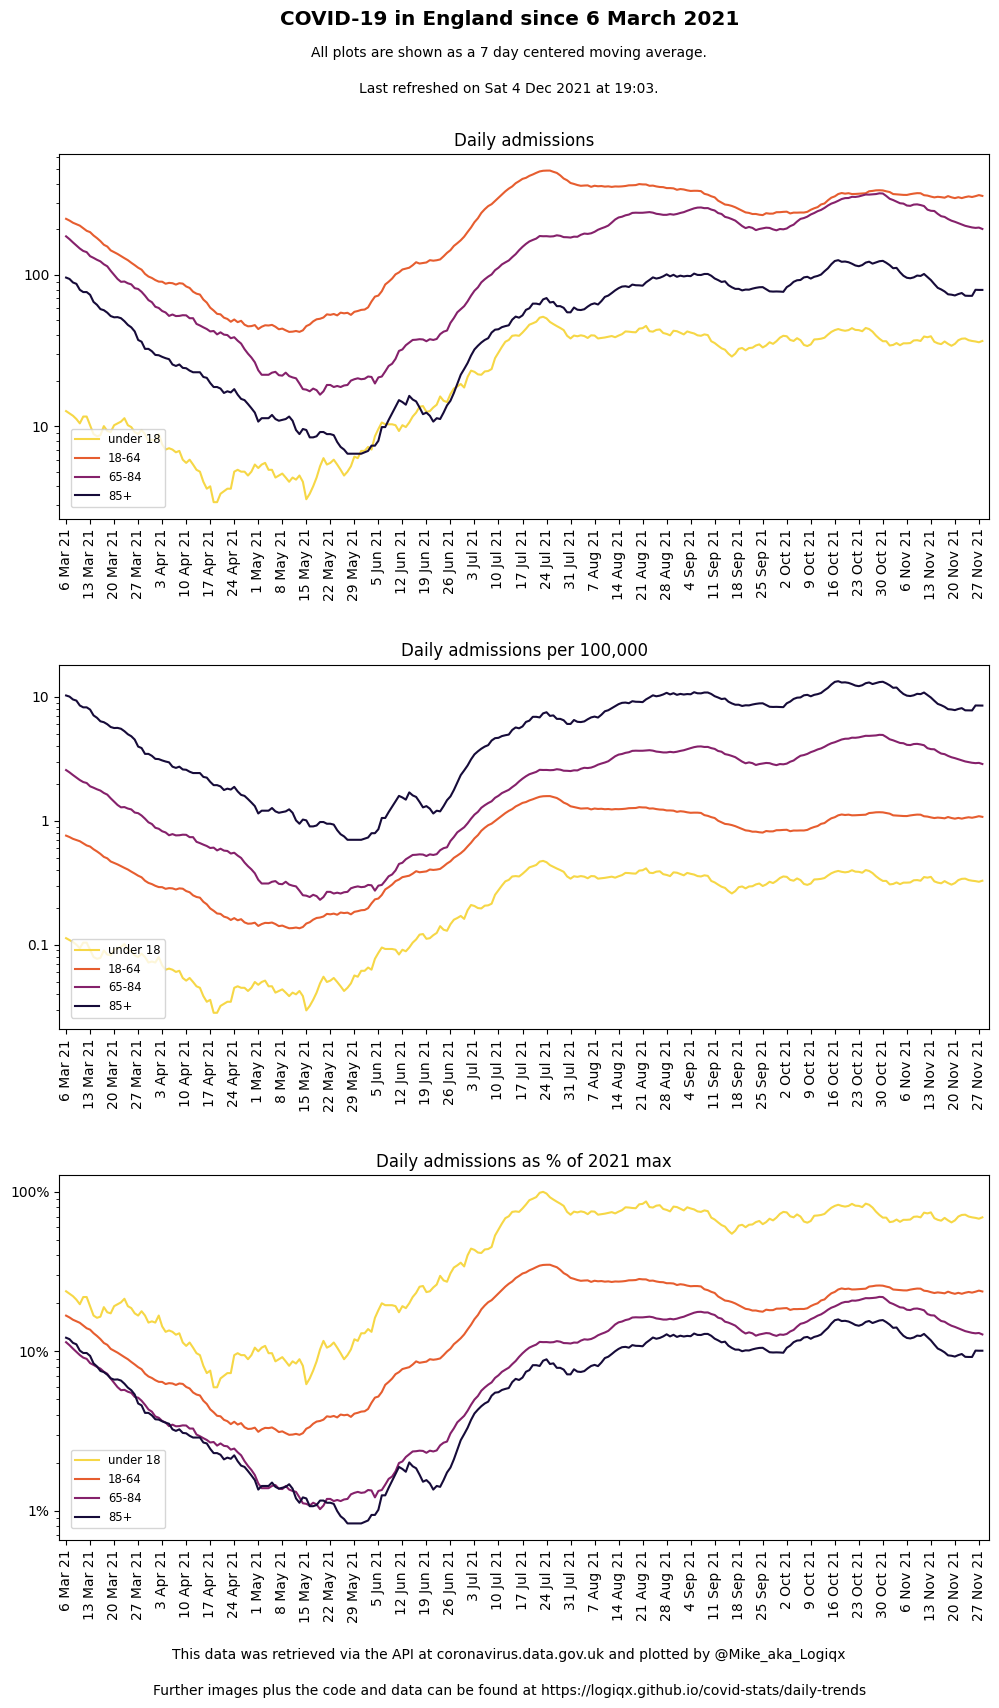 COVID-19 in England since 6 March 2021
All plots are shown as a 7 day centered moving average.
Last refreshed on Sat 4 Dec 2021 at 19:03.
Daily admissions
100
10
under 18
18-64
65-84
85+
6 Mar 21
13 Mar 21
20 Mar 21
27 Mar 21
3 Apr 21
10 Apr 21
17 Apr 21
24 Apr 21
1 May 21
8 May 21
15 May 21
22 May 21
29 May 21
5 Jun 21
12 Jun 21
19 Jun 21
26 Jun 21
3 Jul 21
10 Jul 21
17 Jul 21
24 Jul 21
31 Jul 21
7 Aug 21
14 Aug 21
21 Aug 21
28 Aug 21
4 Sep 21
11 Sep 21
18 Sep 21
25 Sep 21
2 Oct 21
9 Oct 21
16 Oct 21
23 Oct 21
30 Oct 21
6 Nov 21
13 Nov 21
20 Nov 21
27 Nov 21
Daily admissions per 100,000
10
1
0.1
under 18
18-64
65-84
85+
6 Mar 21
13 Mar 21
20 Mar 21
27 Mar 21
3 Apr 21
10 Apr 21
17 Apr 21
24 Apr 21
1 May 21
8 May 21
15 May 21
22 May 21
29 May 21
5 Jun 21
12 Jun 21
19 Jun 21
26 Jun 21
3 Jul 21
10 Jul 21
17 Jul 21
24 Jul 21
31 Jul 21
7 Aug 21
14 Aug 21
21 Aug 21
28 Aug 21
4 Sep 21
11 Sep 21
18 Sep 21
25 Sep 21
2 Oct 21
9 Oct 21
16 Oct 21
23 Oct 21
30 Oct 21
6 Nov 21
13 Nov 21
20 Nov 21
27 Nov 21
Daily admissions as % of 2021 max
100%
10%
1%
under 18
18-64
65-84
85+
6 Mar 21
13 Mar 21
20 Mar 21
27 Mar 21
3 Apr 21
10 Apr 21
17 Apr 21
24 Apr 21
1 May 21
8 May 21
15 May 21
22 May 21
29 May 21
5 Jun 21
12 Jun 21
19 Jun 21
26 Jun 21
3 Jul 21
10 Jul 21
17 Jul 21
24 Jul 21
31 Jul 21
7 Aug 21
14 Aug 21
21 Aug 21
28 Aug 21
4 Sep 21
11 Sep 21
18 Sep 21
25 Sep 21
2 Oct 21
9 Oct 21
16 Oct 21
23 Oct 21
30 Oct 21
6 Nov 21
13 Nov 21
20 Nov 21
27 Nov 21
This data was retrieved via the API at coronavirus.data.gov.uk and plotted by @Mike_aka_Logiqx
Further images plus the code and data can be found at https://logiqx.github.io/covid-stats/daily-trends